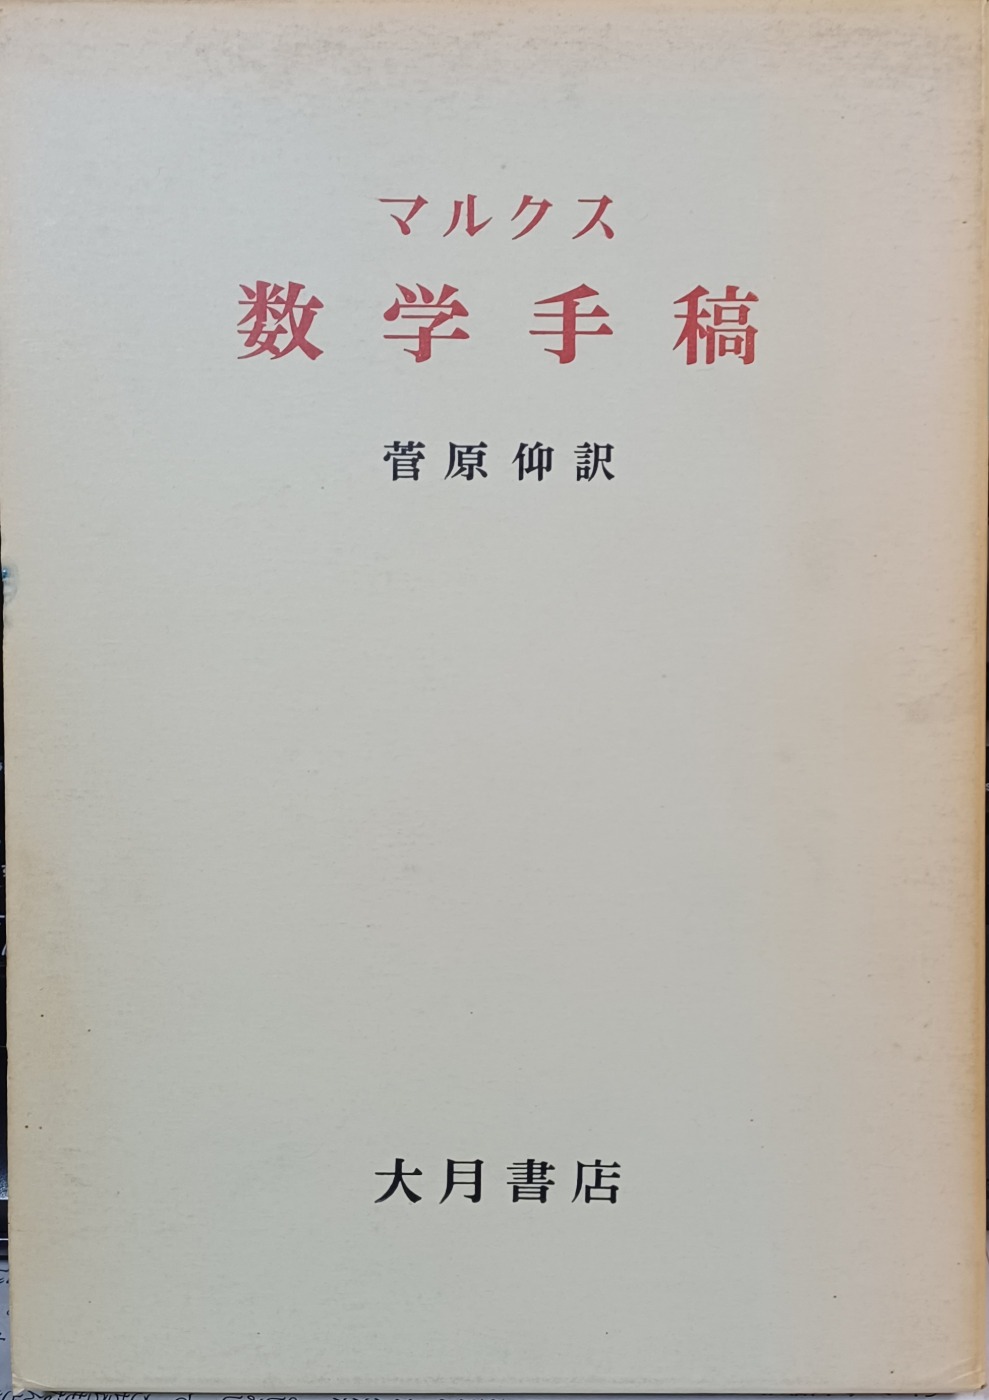 マルクス
数学手稿
菅原仰訳
大月書店